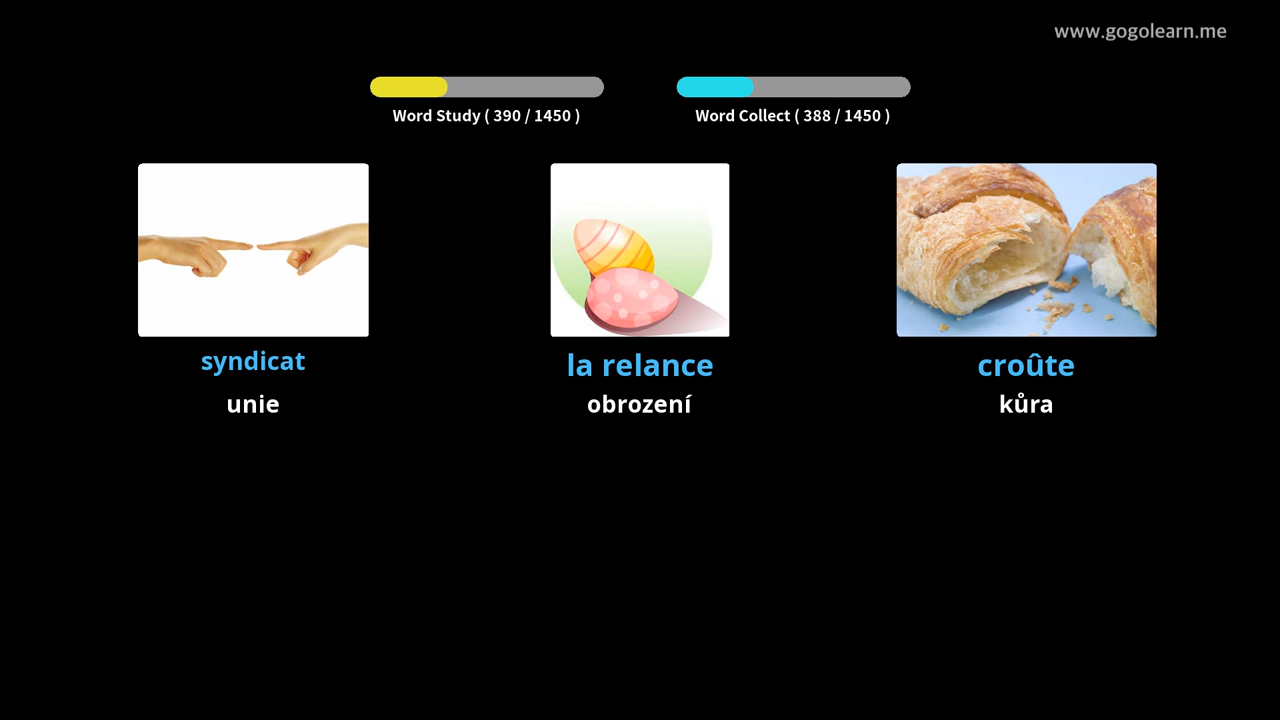 www.gogolearn.me
Word Study ( 390 / 1450 )
Word Collect ( 388 / 1450 )
syndicat
unie
la relance
obrození
croûte
kůra